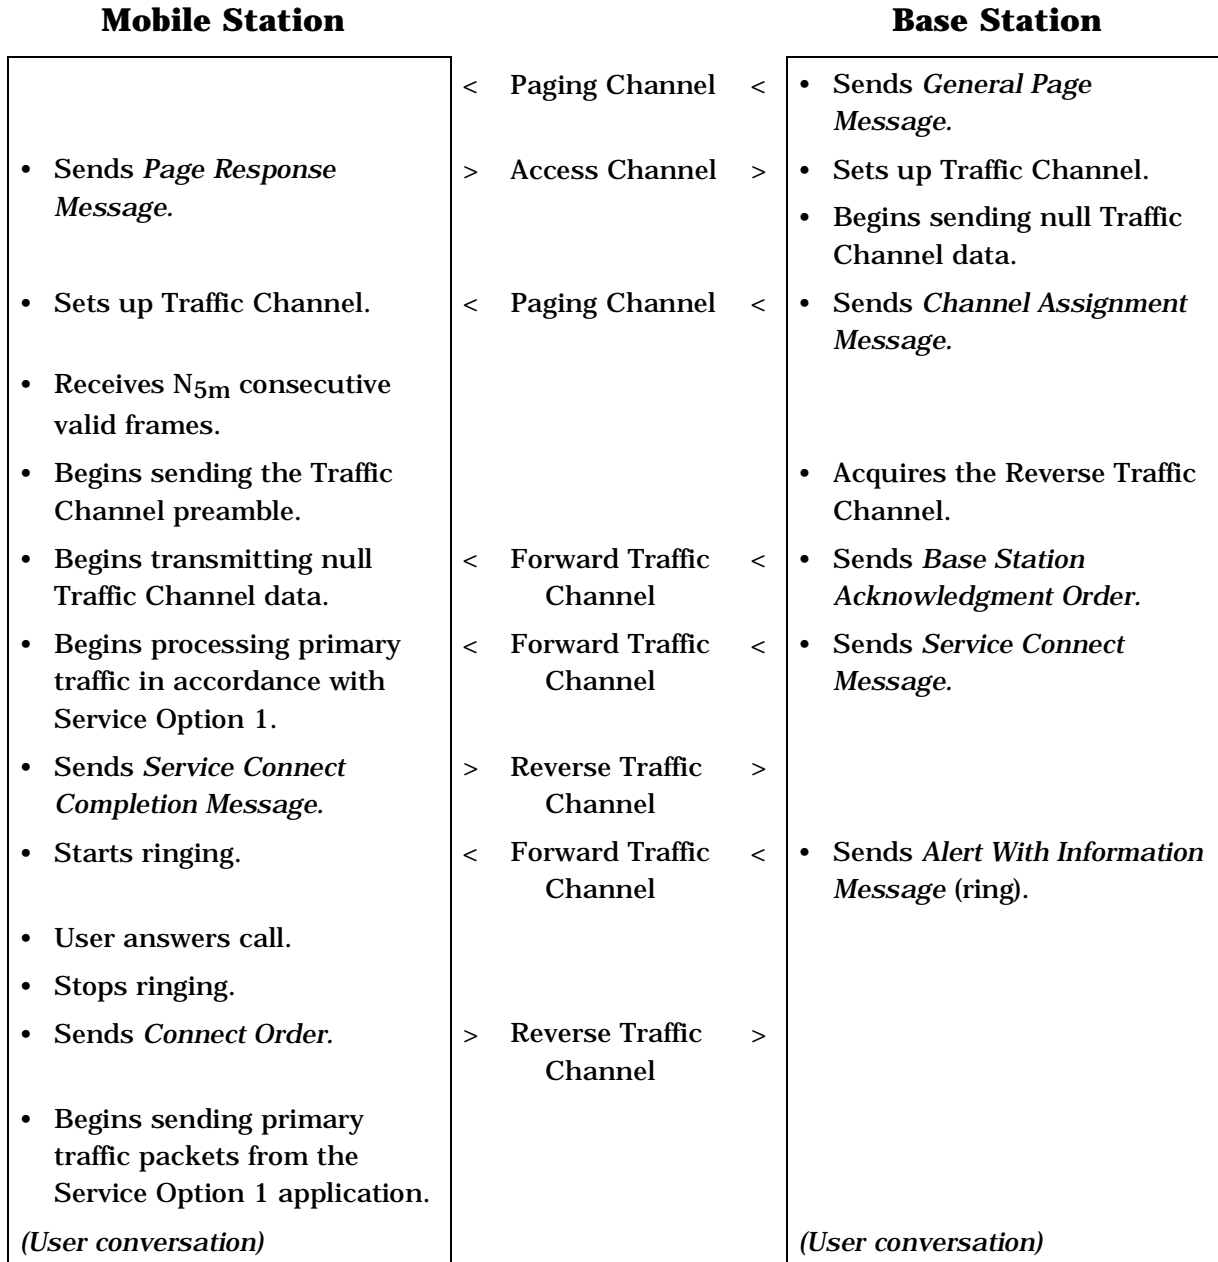 Mobile Station Base Station
< Paging Channel < • Sends General Page
Message.
• Sends Page Response > Access Channel > • Sets up Traffic Channel.
Message.
• Begins sending null Traffic
Channel data.
• Sets up Traffic Channel. < Paging Channel < • Sends Channel Assignment
Message.
• Receives N5m consecutive
valid frames.
• Begins sending the Traffic • Acquires the Reverse Traffic
Channel preamble. Channel.
• Begins transmitting null < Forward Traffic < • Sends Base Station
Traffic Channel data. Channel Acknowledgment Order.
• Begins processing primary < Forward Traffic < • Sends Service Connect
traffic in accordance with Channel Message.
Service Option 1.
• Sends Service Connect > Reverse Traffic >
Completion Message. Channel
• Starts ringing. < Forward Traffic < • Sends Alert With Information
Channel Message (ring).
• User answers call.
• Stops ringing.
• Sends Connect Order. > Reverse Traffic >
Channel
• Begins sending primary
traffic packets from the
Service Option 1 application.
(User conversation) (User conversation)